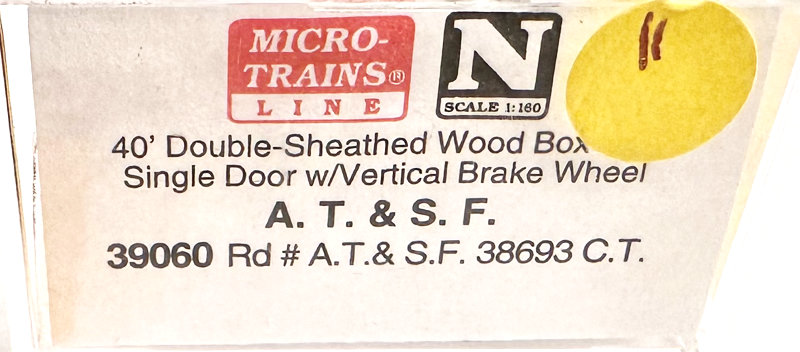 MICRO-
TRAINS®
LINE
N
SCALE 1:160
11
40' Double-Sheathed Wood Box
Single Door w/Vertical Brake Wheel
A. T. & S. F.
39060 Rd # A.T.& S.F. 38693 C.T.